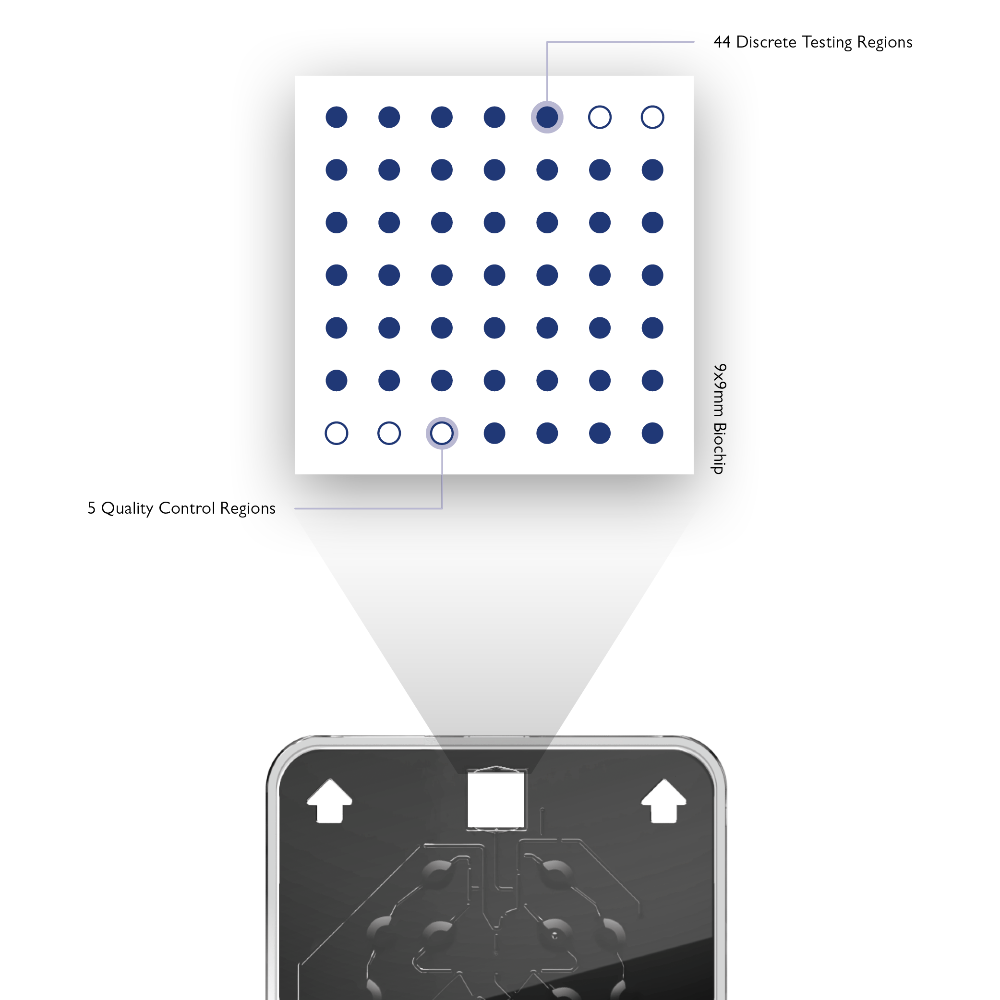 44 Discrete Testing Regions
9x9mm Biochip
5 Quality Control Regions